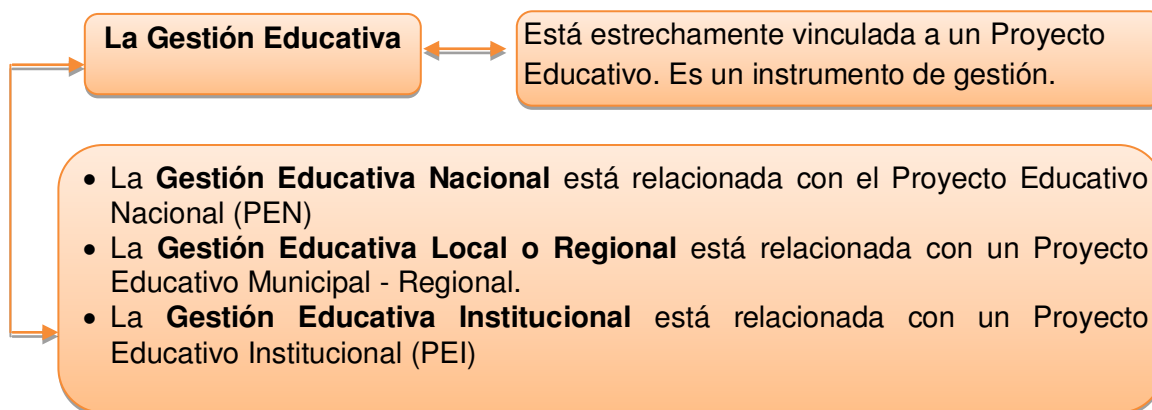 La Gestión Educativa
Está estrechamente vinculada a un Proyecto
Educativo. Es un instrumento de gestión.
• La Gestión Educativa Nacional está relacionada con el Proyecto Educativo
Nacional (PEN)
• La Gestión Educativa Local o Regional está relacionada con un Proyecto
Educativo Municipal - Regional.
• La Gestión Educativa Institucional está relacionada con un Proyecto
Educativo Institucional (PEI)